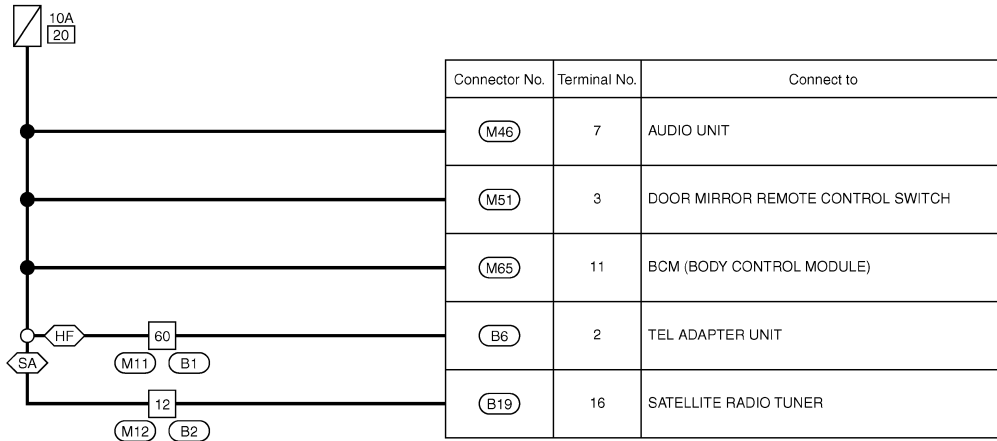 10A
20
Connector No. Terminal No. Connect to
M46 7 AUDIO UNIT
M51 3 DOOR MIRROR REMOTE CONTROL SWITCH
M65 11 BCM (BODY CONTROL MODULE)
HF 60 B6 2 TEL ADAPTER UNIT
SA M11 B1
12 B19 16 SATELLITE RADIO TUNER
M12 B2